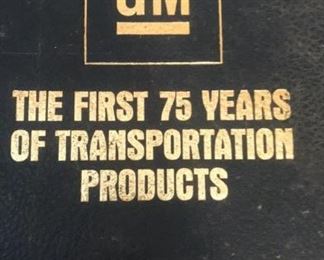 GM
THE FIRST 75 YEARS
OF TRANSPORTATION
PRODUCTS